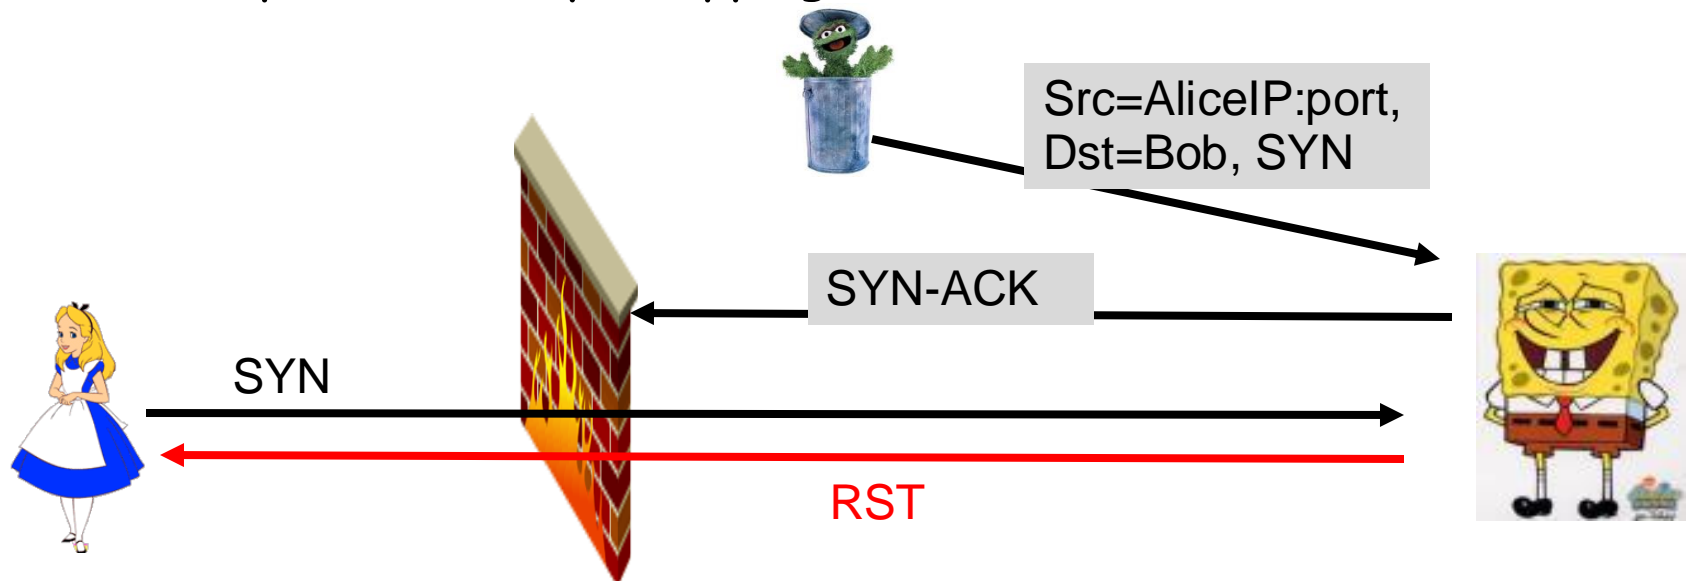 Src=AliceIP:port,
Dst=Bob, SYN
SYN-ACK
SYN
RST